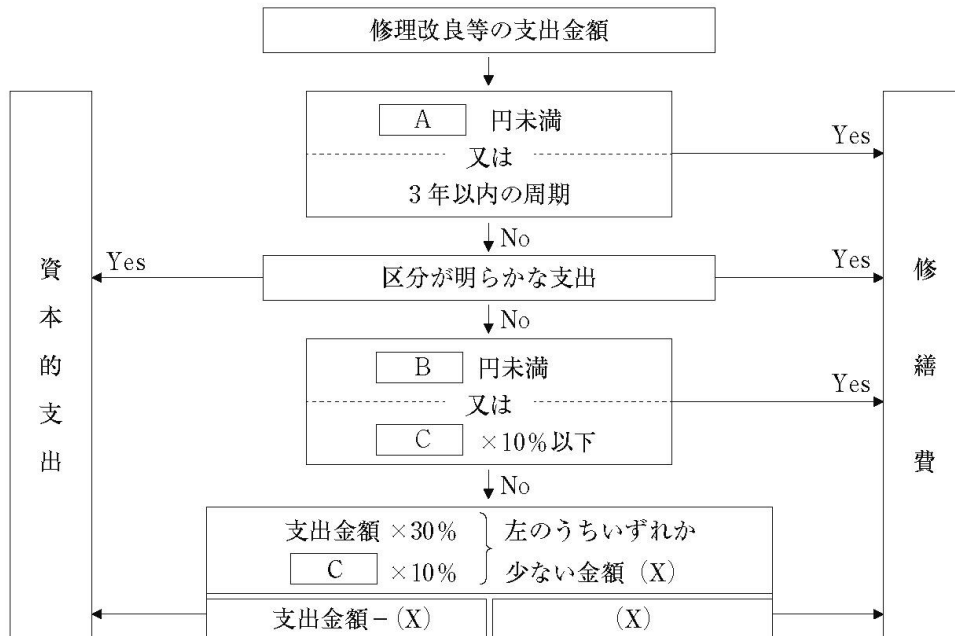 修理改良等の支出金額
A 円未満
又は
3年以内の周期
Yes
No
区分が明らかな支出
Yes
Yes
No
B 円未満
又は
C ×10%以下
Yes
No
支出金額×30%
C ×10%
左のうちいずれか
少ない金額(X)
支出金額-(X)
(X)
資本的支出
修繕費